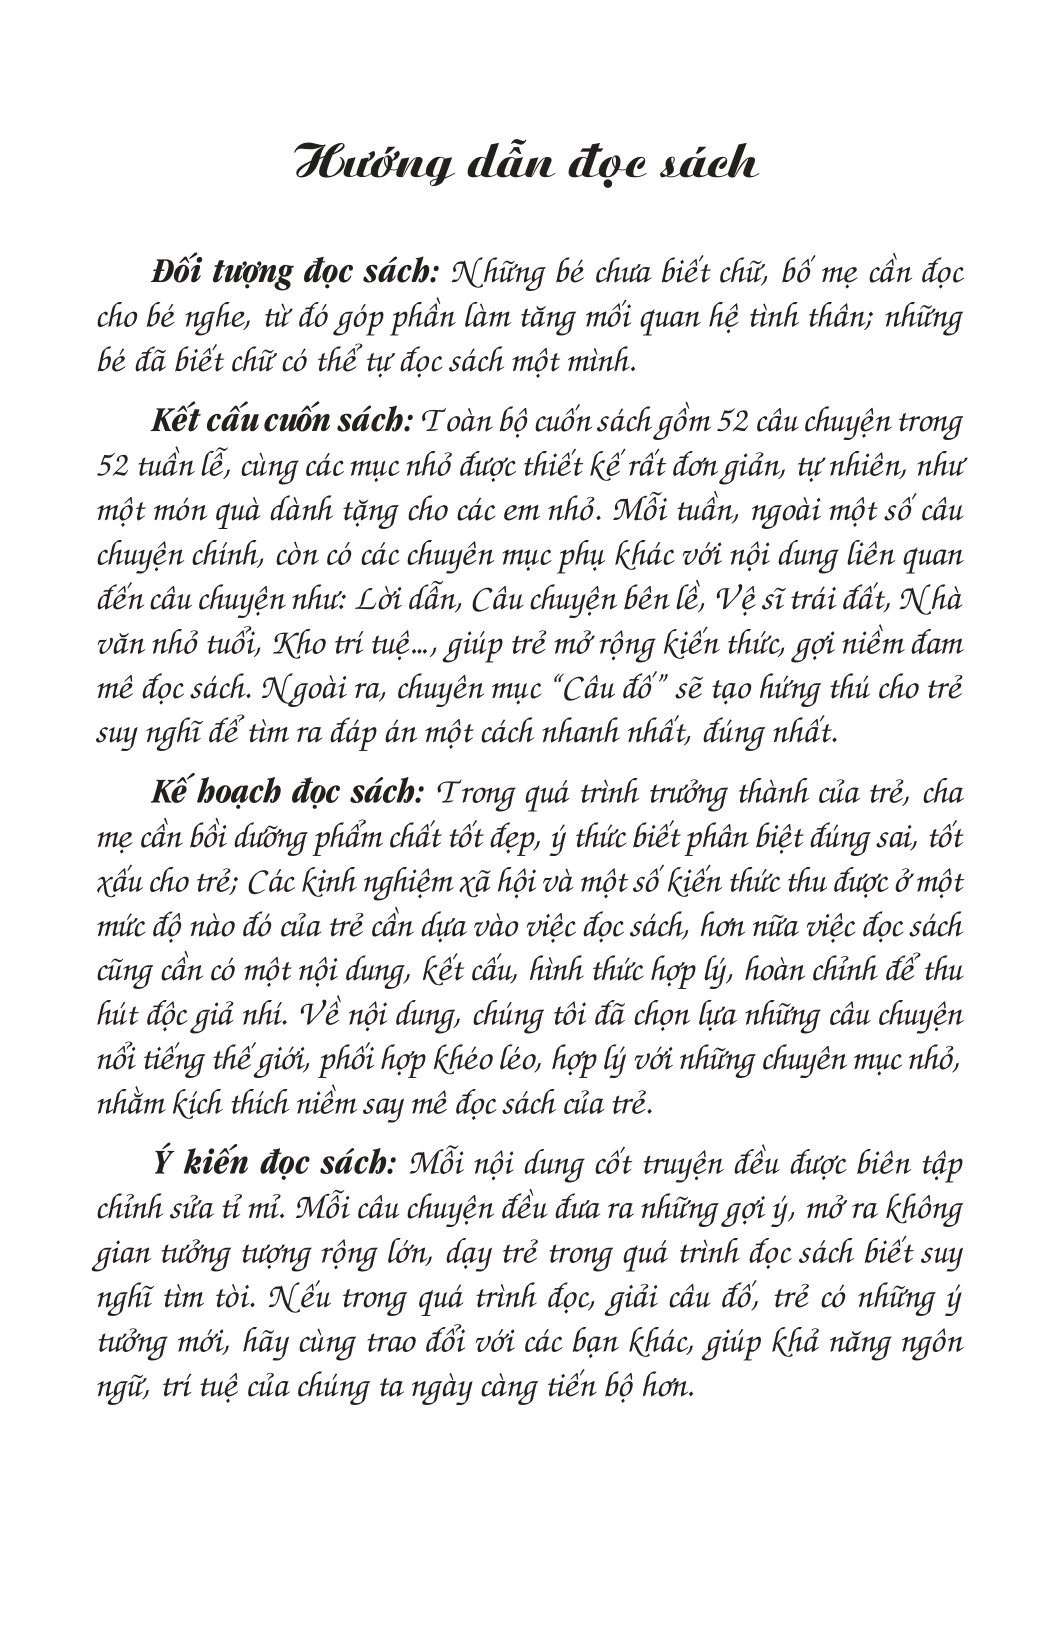 Hướng dẫn đọc sách
Đối tượng đọc sách: Những bé chưa biết chữ, bố mẹ cần đọc
cho bé nghe, từ đó góp phần làm tăng mối quan hệ tình thân; những
bé đã biết chữ có thể tự đọc sách một mình.
Kết cấu cuốn sách: Toàn bộ cuốn sách gồm 52 câu chuyện trong
52 tuần lễ, cùng các mục nhỏ được thiết kế rất đơn giản, tự nhiên, như
một món quà dành tặng cho các em nhỏ. Mỗi tuần, ngoài một số câu
chuyện chính, còn có các chuyên mục phụ khác với nội dung liên quan
đến câu chuyện như: Lời dẫn, Câu chuyện bên lề, Vệ sĩ trái đất, Nhà
văn nhỏ tuổi, Kho trí tuệ..., giúp trẻ mở rộng kiến thức, gợi niềm đam
mê đọc sách. Ngoài ra, chuyên mục “Câu đố” sẽ tạo hứng thú cho trẻ
suy nghĩ để tìm ra đáp án một cách nhanh nhất, đúng nhất.
Kế hoạch đọc sách: Trong quá trình trưởng thành của trẻ, cha
mẹ cần bồi dưỡng phẩm chất tốt đẹp, ý thức biết phân biệt đúng sai, tốt
xấu cho trẻ; Các kinh nghiệm xã hội và một số kiến thức thu được ở một
mức độ nào đó của trẻ cần dựa vào việc đọc sách, hơn nữa việc đọc sách
cũng cần có một nội dung, kết cấu, hình thức hợp lý, hoàn chỉnh để thu
hút độc giả nhí. Về nội dung, chúng tôi đã chọn lựa những câu chuyện
nổi tiếng thế giới, phối hợp khéo léo, hợp lý với những chuyên mục nhỏ,
nhằm kích thích niềm say mê đọc sách của trẻ.
Ý kiến đọc sách: Mỗi nội dung cốt truyện đều được biên tập
chỉnh sửa tỉ mỉ. Mỗi câu chuyện đều đưa ra những gợi ý, mở ra không
gian tưởng tượng rộng lớn, dạy trẻ trong quá trình đọc sách biết suy
nghĩ tìm tòi. Nếu trong quá trình đọc, giải câu đố, trẻ có những ý
tưởng mới, hãy cùng trao đổi với các bạn khác, giúp khả năng ngôn
ngữ, trí tuệ của chúng ta ngày càng tiến bộ hơn.